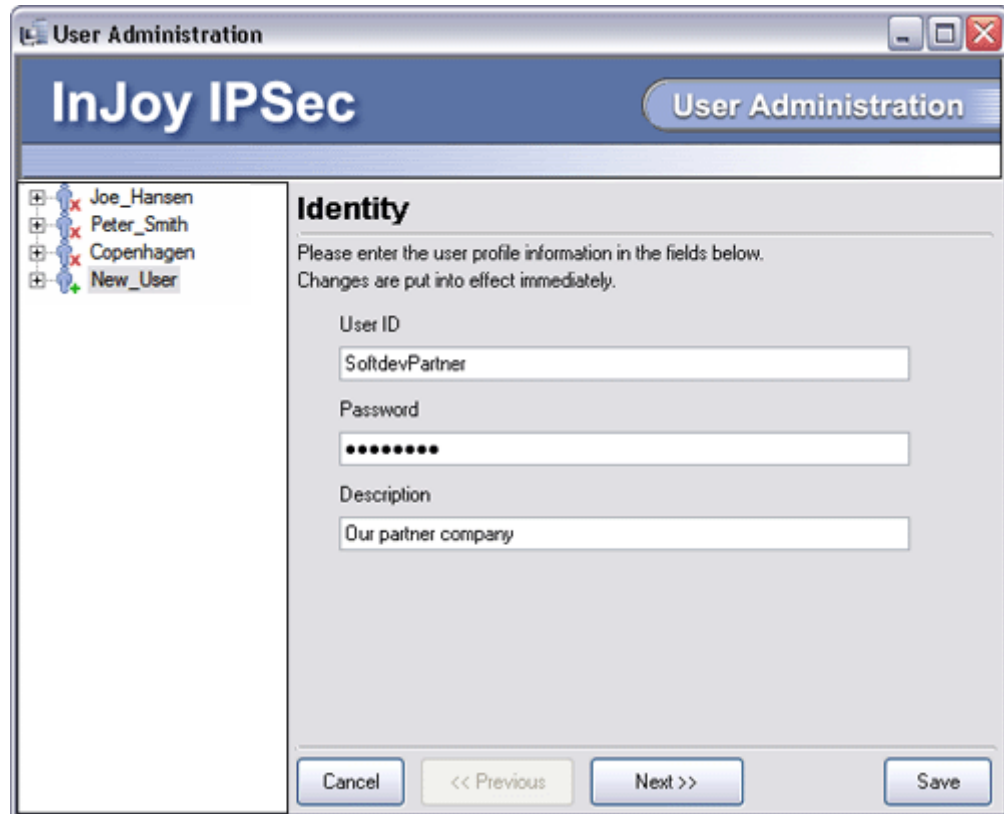 User Administration
InJoy IPSec
User Administration
Joe_Hansen
Peter_Smith
Copenhagen
New_User
Identity
Please enter the user profile information in the fields below.
Changes are put into effect immediately.
User ID
SoftdevPartner
Password
••••••••
Description
Our partner company
Cancel
<< Previous
Next >>
Save